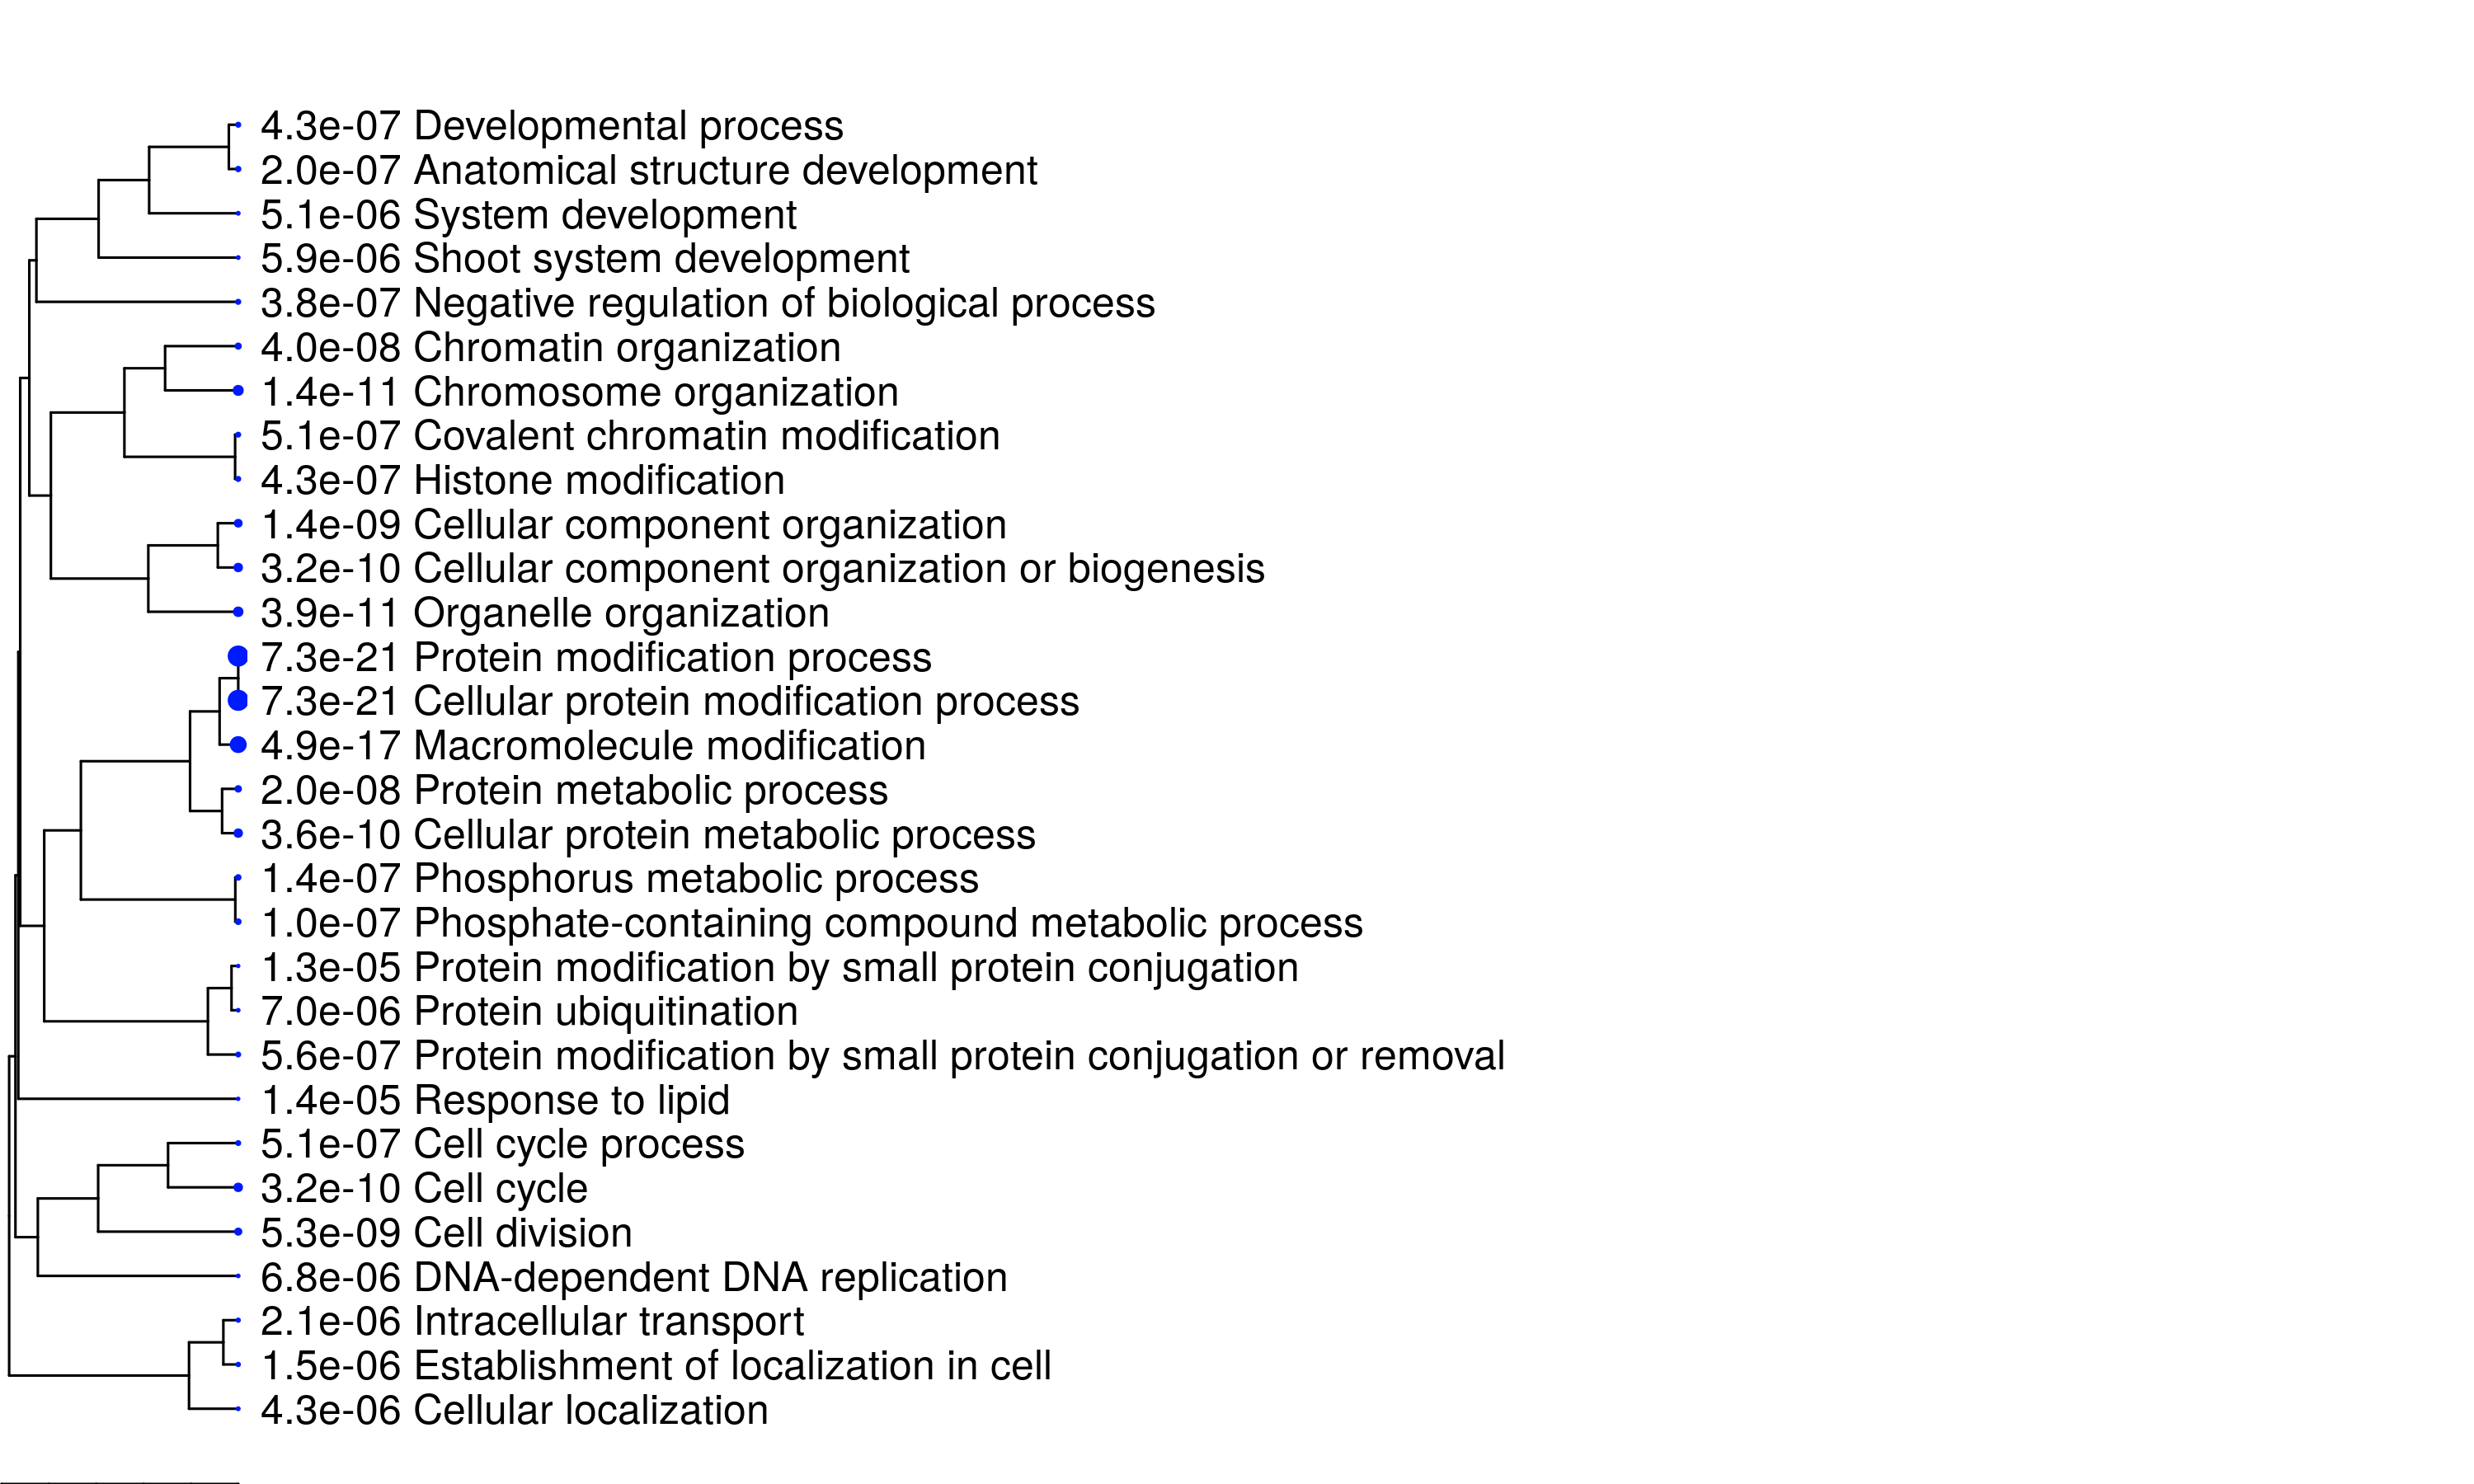 4.3e-07 Developmental process
2.0e-07 Anatomical structure development
5.1e-06 System development
5.9e-06 Shoot system development
3.8e-07 Negative regulation of biological process
4.0e-08 Chromatin organization
1.4e-11 Chromosome organization
5.1e-07 Covalent chromatin modification
4.3e-07 Histone modification
1.4e-09 Cellular component organization
3.2e-10 Cellular component organization or biogenesis
3.9e-11 Organelle organization
7.3e-21 Protein modification process
7.3e-21 Cellular protein modification process
4.9e-17 Macromolecule modification
2.0e-08 Protein metabolic process
3.6e-10 Cellular protein metabolic process
1.4e-07 Phosphorus metabolic process
1.0e-07 Phosphate-containing compound metabolic process
1.3e-05 Protein modification by small protein conjugation
7.0e-06 Protein ubiquitination
5.6e-07 Protein modification by small protein conjugation or removal
1.4e-05 Response to lipid
5.1e-07 Cell cycle process
3.2e-10 Cell cycle
5.3e-09 Cell division
6.8e-06 DNA-dependent DNA replication
2.1e-06 Intracellular transport
1.5e-06 Establishment of localization in cell
4.3e-06 Cellular localization